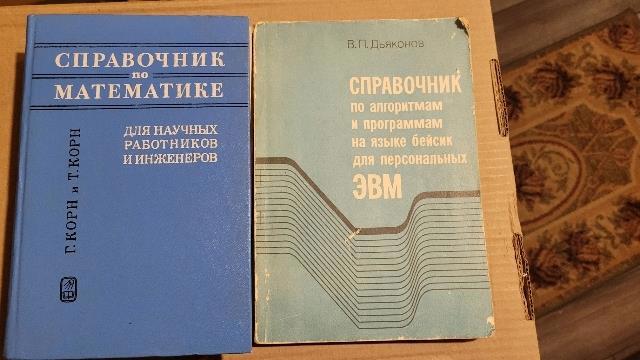 СПРАВОЧНИК
по
МАТЕМАТИКЕ
ДЛЯ НАУЧНЫХ
РАБОТНИКОВ
И ИНЖЕНЕРОВ
Г. КОРН и Т. КОРН
В. П. Дьяконов
СПРАВОЧНИК
по алгоритмам
и программам
на языке бейсик
для персональных
ЭВМ